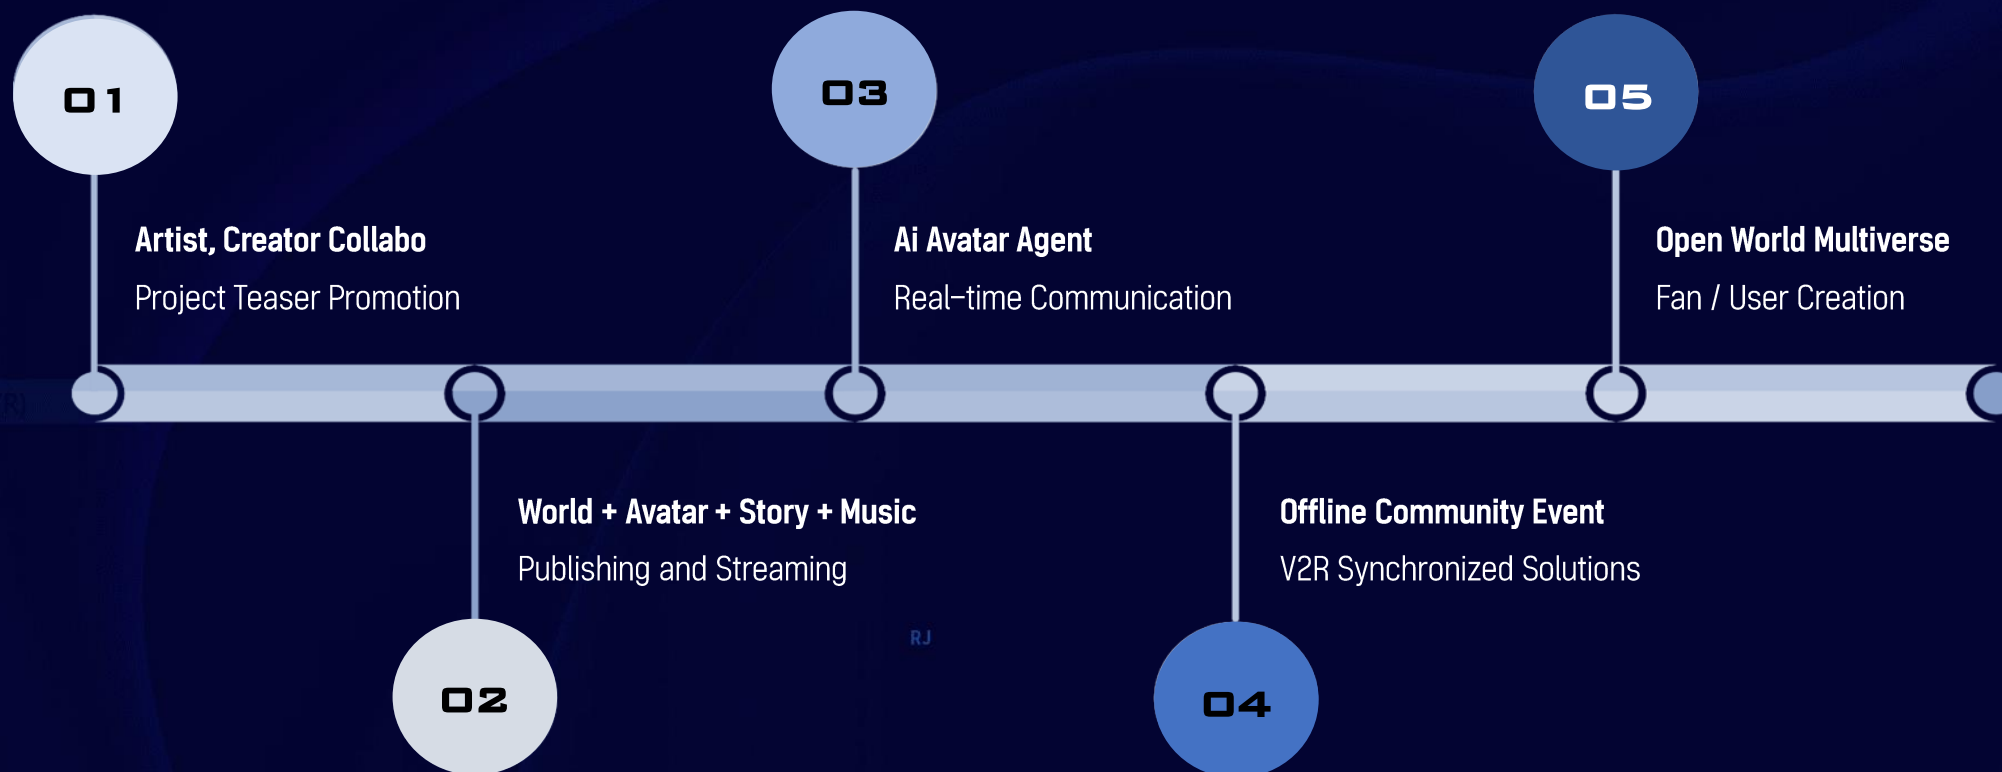 01
Artist, Creator Collabo
Project Teaser Promotion
02
World + Avatar + Story + Music
Publishing and Streaming
03
Ai Avatar Agent
Real-time Communication
04
Offline Community Event
V2R Synchronized Solutions
05
Open World Multiverse
Fan / User Creation
RJ